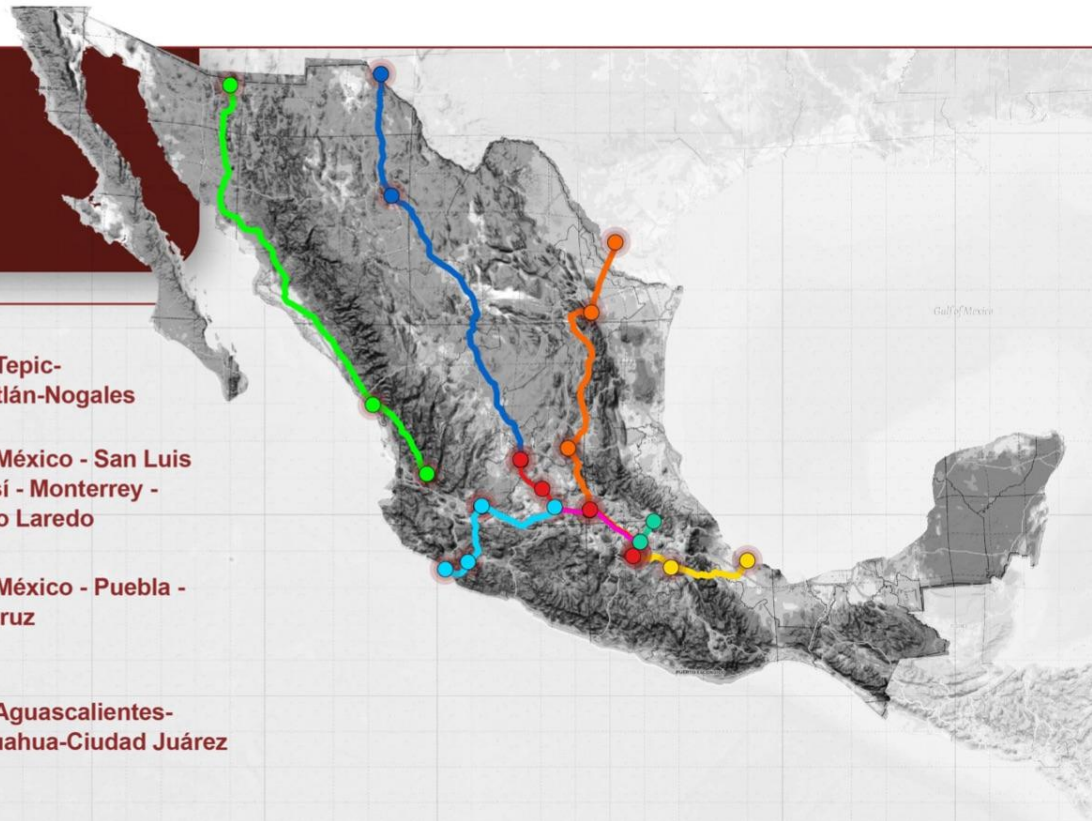 Gulf of Mexico
Tepic-
tlán-Nogales
México - San Luis
sí - Monterrey -
o Laredo
México - Puebla -
ruz
Aguascalientes-
uahua-Ciudad Juárez